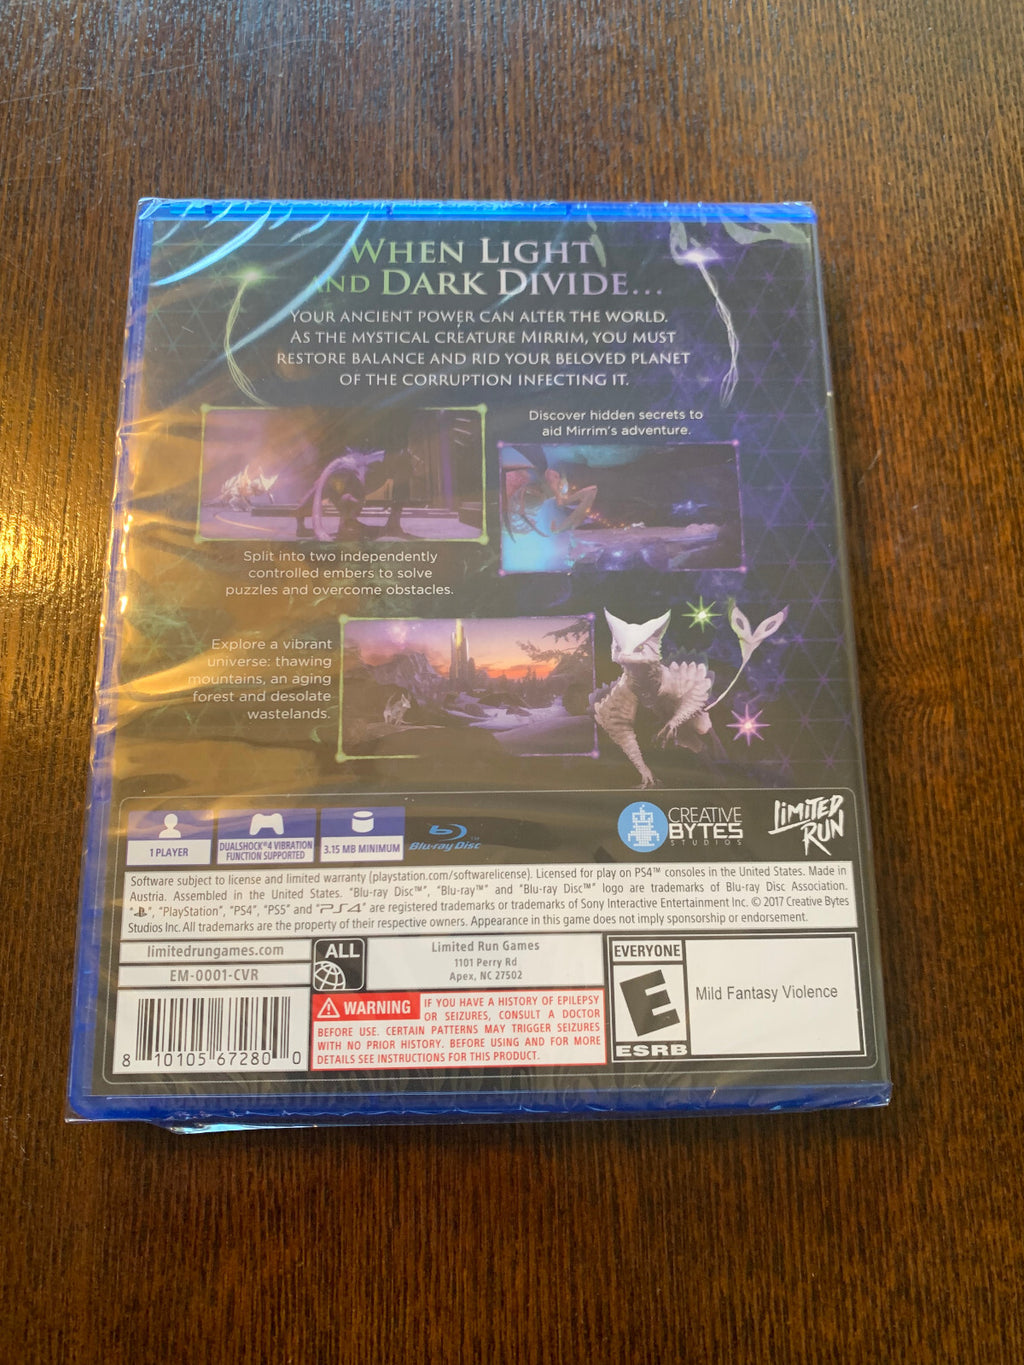 WHEN LIGHT
AND DARK DIVIDE...
YOUR ANCIENT POWER CAN ALTER THE WORLD.
AS THE MYSTICAL CREATURE MIRRIM, YOU MUST
RESTORE BALANCE AND RID YOUR BELOVED PLANET
OF THE CORRUPTION INFECTING IT.
Discover hidden secrets to
aid Mirrim's adventure.
Split into two independently
controlled embers to solve
puzzles and overcome obstacles.
Explore a vibrant
universe: thawing
mountains, an aging
forest and desolate
wastelands.
1 PLAYER
DUALSHOCK®4 VIBRATION
FUNCTION SUPPORTED
3.15 MB MINIMUM
Blu-ray Disc™
CREATIVE
BYTES
STUDIOS
LIMITED
RUN
Software subject to license and limited warranty (playstation.com/softwarelicense). Licensed for play on PS4™ consoles in the United States. Made in
Austria. Assembled in the United States. "Blu-ray Disc™", "Blu-ray™" and "Blu-ray Disc™" logo are trademarks of Blu-ray Disc Association.
" ", "PlayStation", "PS4", "PS5" and "PS4" are registered trademarks or trademarks of Sony Interactive Entertainment Inc. © 2017 Creative Bytes
Studios Inc. All trademarks are the property of their respective owners. Appearance in this game does not imply sponsorship or endorsement.
limitedrungames.com
EM-0001-CVR
8 10105 67280 0
ALL
Limited Run Games
1101 Perry Rd
Apex, NC 27502
WARNING IF YOU HAVE A HISTORY OF EPILEPSY
OR SEIZURES, CONSULT A DOCTOR
BEFORE USE. CERTAIN PATTERNS MAY TRIGGER SEIZURES
WITH NO PRIOR HISTORY. BEFORE USING AND FOR MORE
DETAILS SEE INSTRUCTIONS FOR THIS PRODUCT.
EVERYONE
E
ESRB
Mild Fantasy Violence